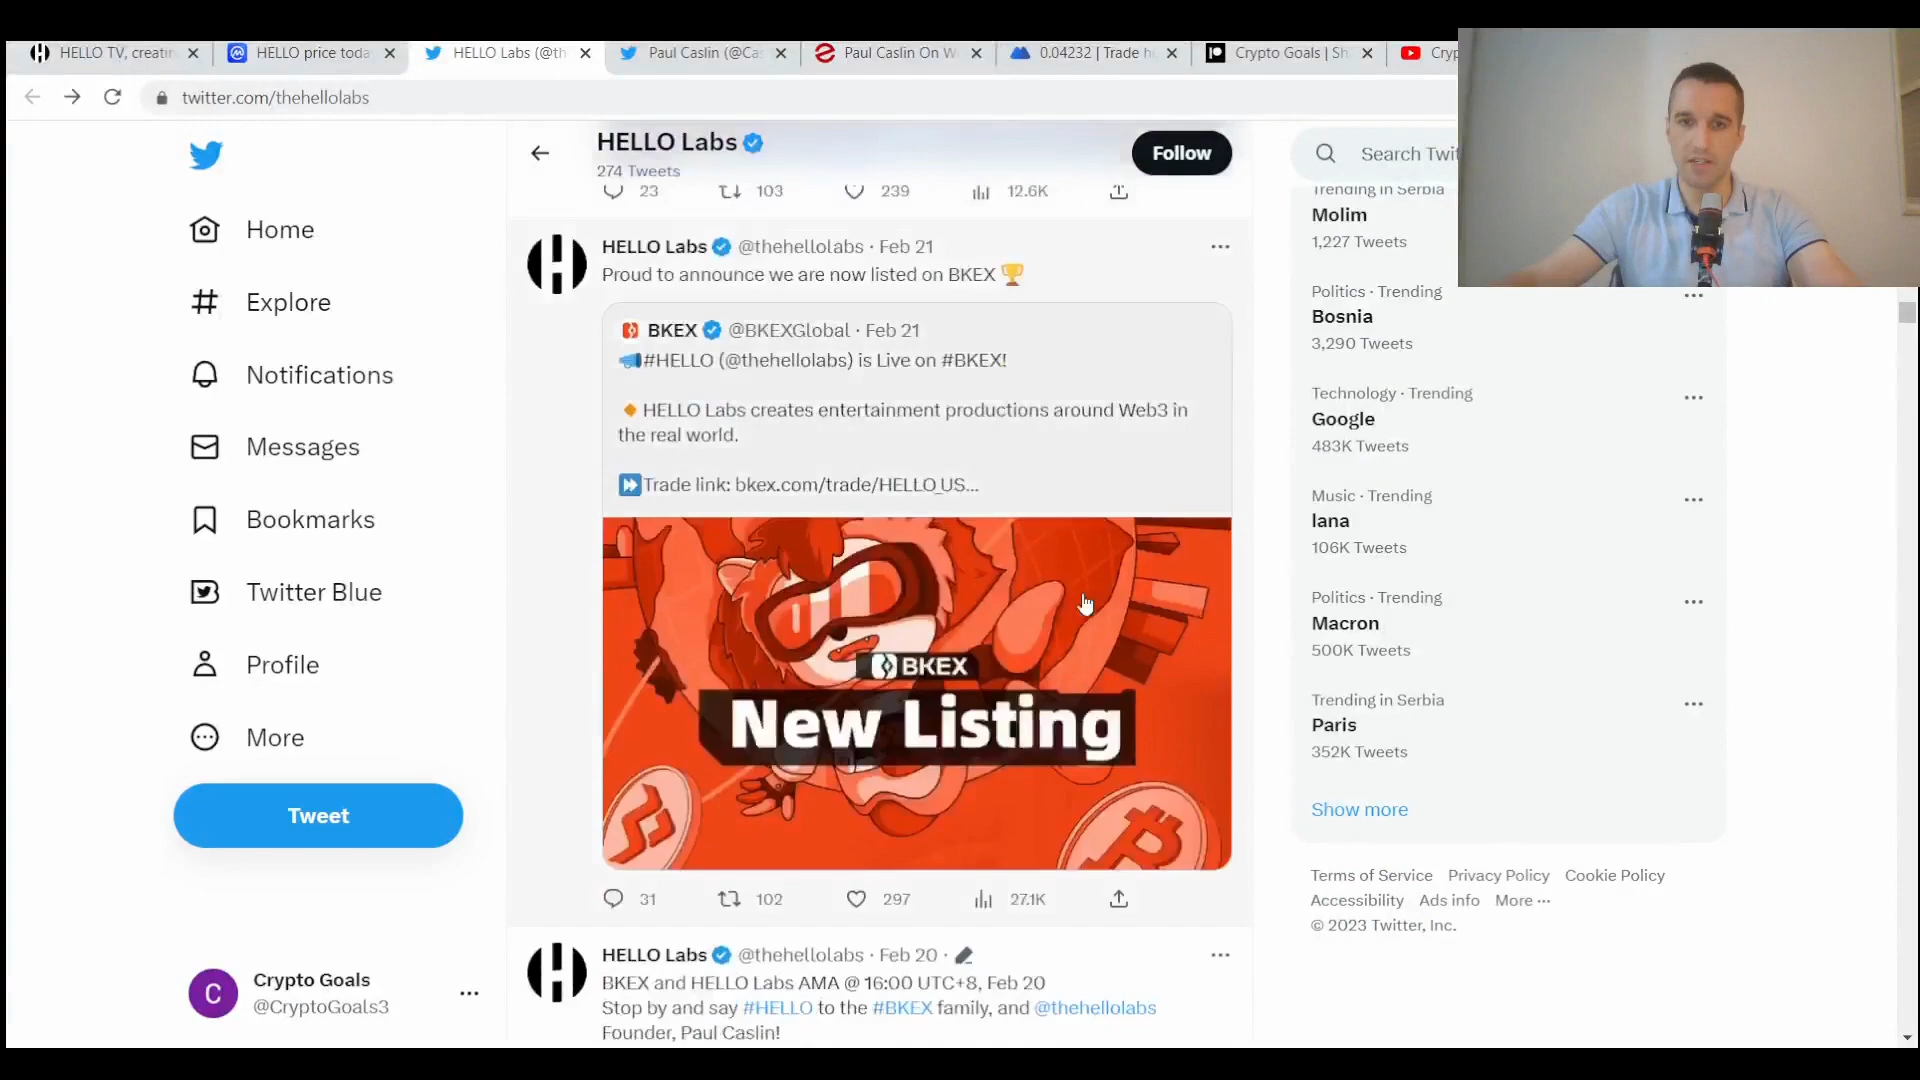 HELLO TV, creatin
HELLO price toda
HELLO Labs (@th
Paul Caslin (@Ca
Paul Caslin On W
0.04232 | Trade h
Crypto Goals | Sh
Cryp
twitter.com/thehellolabs
Home
Explore
Notifications
Messages
Bookmarks
Twitter Blue
Profile
More
Tweet
C
Crypto Goals
@CryptoGoals3
HELLO Labs
274 Tweets
Follow
23 103 239 12.6K
HELLO Labs @thehellolabs · Feb 21
Proud to announce we are now listed on BKEX 🏆
BKEX @BKEXGlobal · Feb 21
📢#HELLO (@thehellolabs) is Live on #BKEX!
🔸HELLO Labs creates entertainment productions around Web3 in
the real world.
⏩Trade link: bkex.com/trade/HELLO_US...
BKEX
New Listing
31 102 297 27.1K
HELLO Labs @thehellolabs · Feb 20 ·
BKEX and HELLO Labs AMA @ 16:00 UTC+8, Feb 20
Stop by and say #HELLO to the #BKEX family, and @thehellolabs
Founder, Paul Caslin!
Search Twi
Trending in Serbia
Molim
1,227 Tweets
Politics · Trending
Bosnia
3,290 Tweets
Technology · Trending
Google
483K Tweets
Music · Trending
lana
106K Tweets
Politics · Trending
Macron
500K Tweets
Trending in Serbia
Paris
352K Tweets
Show more
Terms of Service Privacy Policy Cookie Policy
Accessibility Ads info More ···
© 2023 Twitter, Inc.